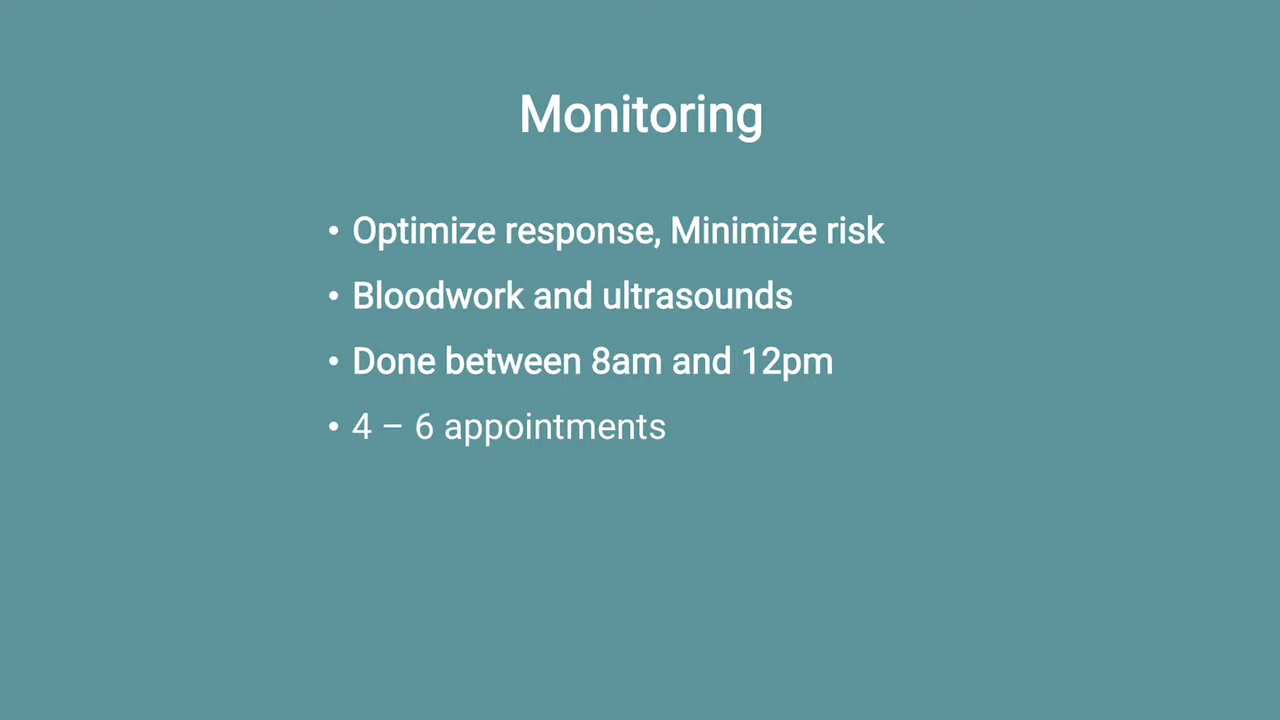 Monitoring
• Optimize response, Minimize risk
• Bloodwork and ultrasounds
• Done between 8am and 12pm
• 4 – 6 appointments